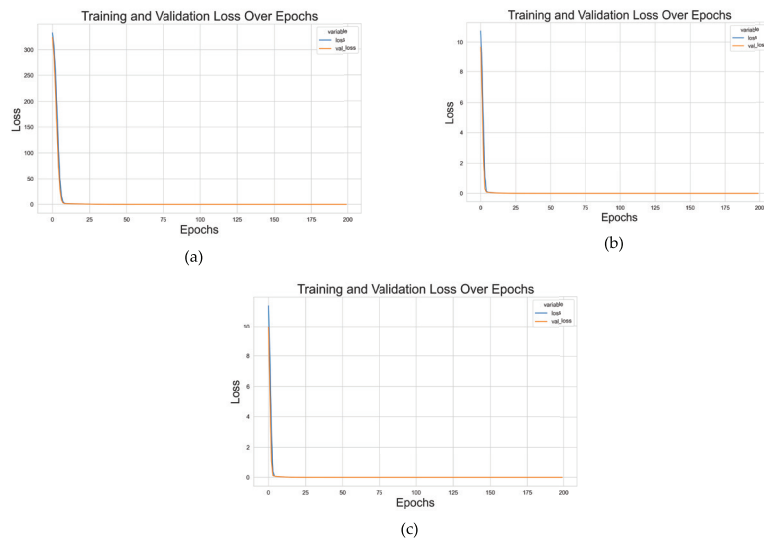 Training and Validation Loss Over Epochs
variable
loss
val_loss
300
250
200
150
100
50
0
Loss
0 25 50 75 100 125 150 175 200
Epochs
(a)
Training and Validation Loss Over Epochs
variable
loss
val_los
10
8
6
4
2
0
Loss
0 25 50 75 100 125 150 175 200
Epochs
(b)
Training and Validation Loss Over Epochs
variable
loss
val_loss
8
6
4
2
0
Loss
0 25 50 75 100 125 150 175 200
Epochs
(c)